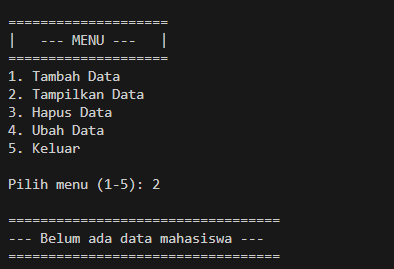 ====================
|   --- MENU ---   |
====================
1. Tambah Data
2. Tampilkan Data
3. Hapus Data
4. Ubah Data
5. Keluar
Pilih menu (1-5): 2
==================================
--- Belum ada data mahasiswa ---
==================================